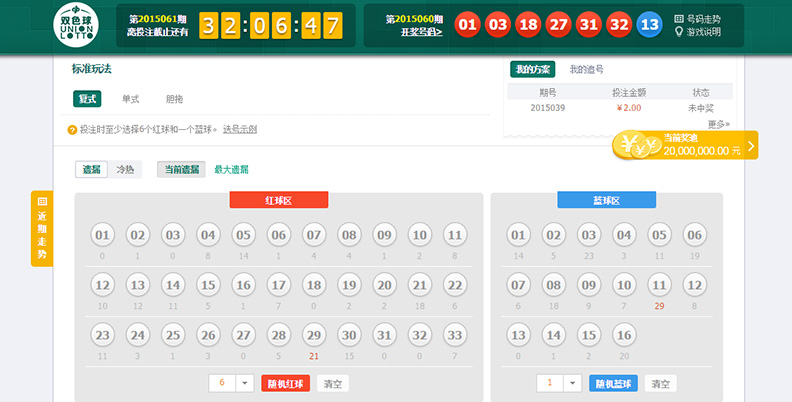 双色球
UNION
LOTTO
第2015061期
离投注截止还有
32:06:47
第2015060期
开奖号码>
01 03 18 27 31 32 13
号码走势
游戏说明
标准玩法
复式 单式 胆拖
? 投注时至少选择6个红球和一个蓝球。 选号示例
我的方案 我的追号
期号 投注金额 状态
2015039 ¥2.00 未中奖
更多»
当前奖池
20,000,000.00 元
遗漏 冷热 当前遗漏 最大遗漏
近期走势
红球区
01 02 03 04 05 06 07 08 09 10 11
0 1 0 8 14 1 4 4 1 2 8
12 13 14 15 16 17 18 19 20 21 22
10 12 11 5 1 7 0 2 2 18 6
23 24 25 26 27 28 29 30 31 32 33
11 3 1 3 0 5 21 15 0 0 7
6 随机红球 清空
蓝球区
01 02 03 04 05 06
14 5 23 3 11 19
07 08 09 10 11 12
6 18 9 7 29 8
13 14 15 16
0 1 2 20
1 随机蓝球 清空